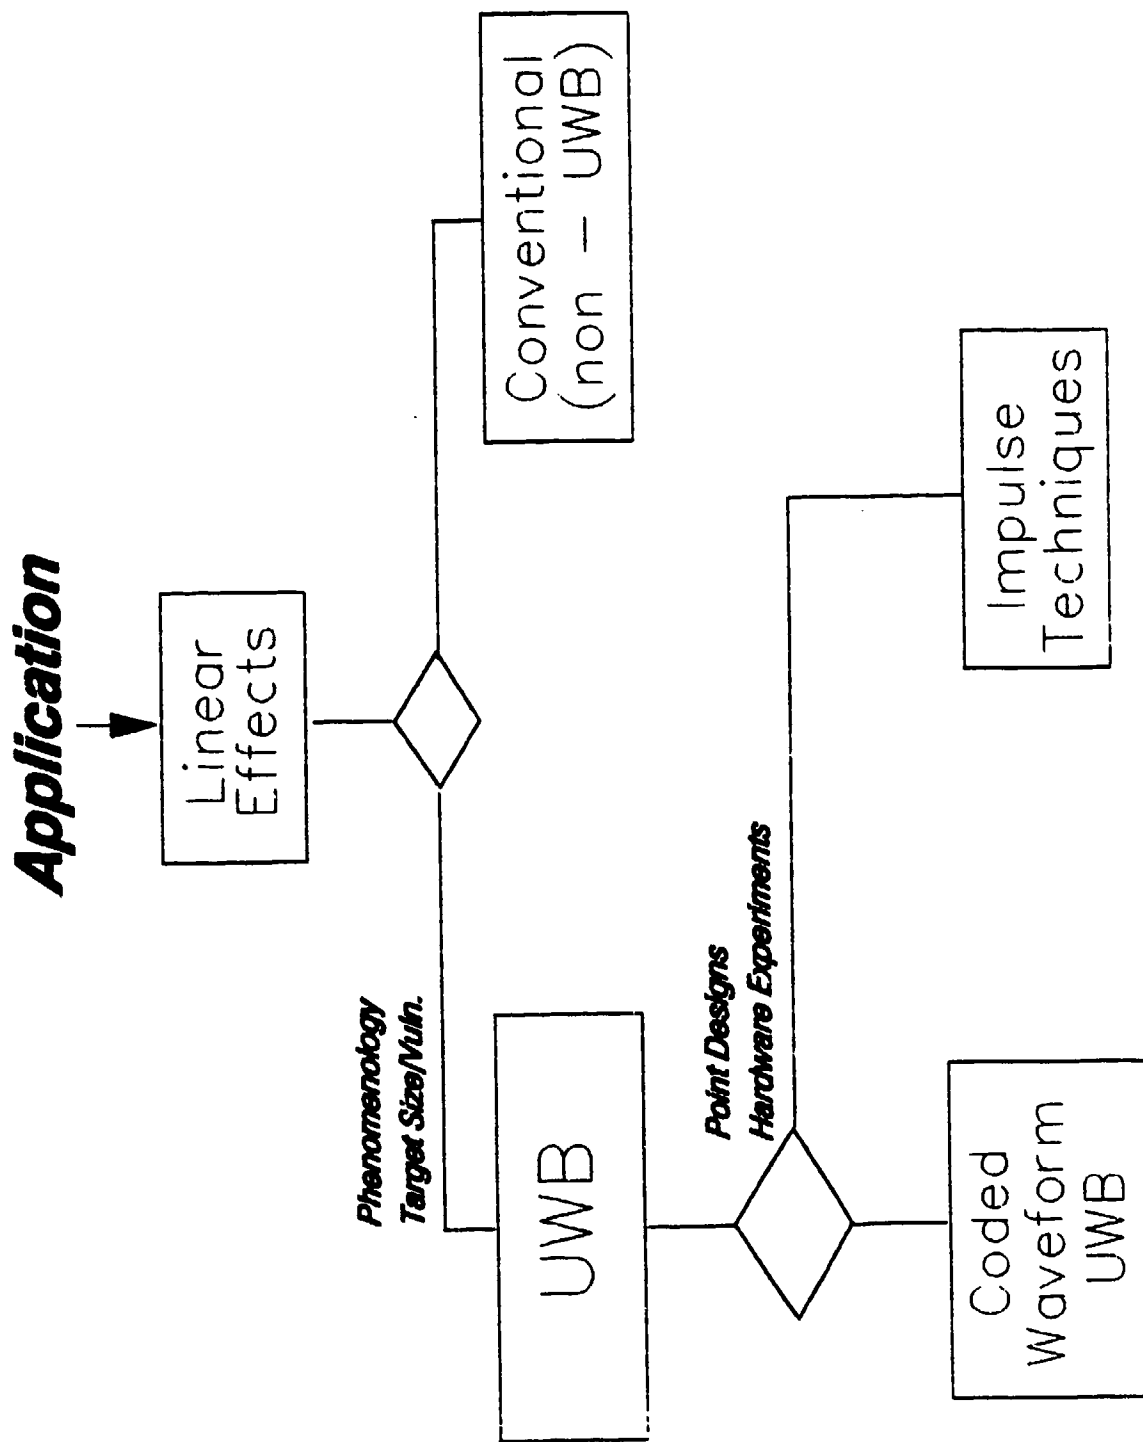 Application
Linear
Effects
Phenomenology
Target Size/Vuln.
Conventional
(non - UWB)
UWB
Point Designs
Hardware Experiments
Coded
Waveform
UWB
Impulse
Techniques